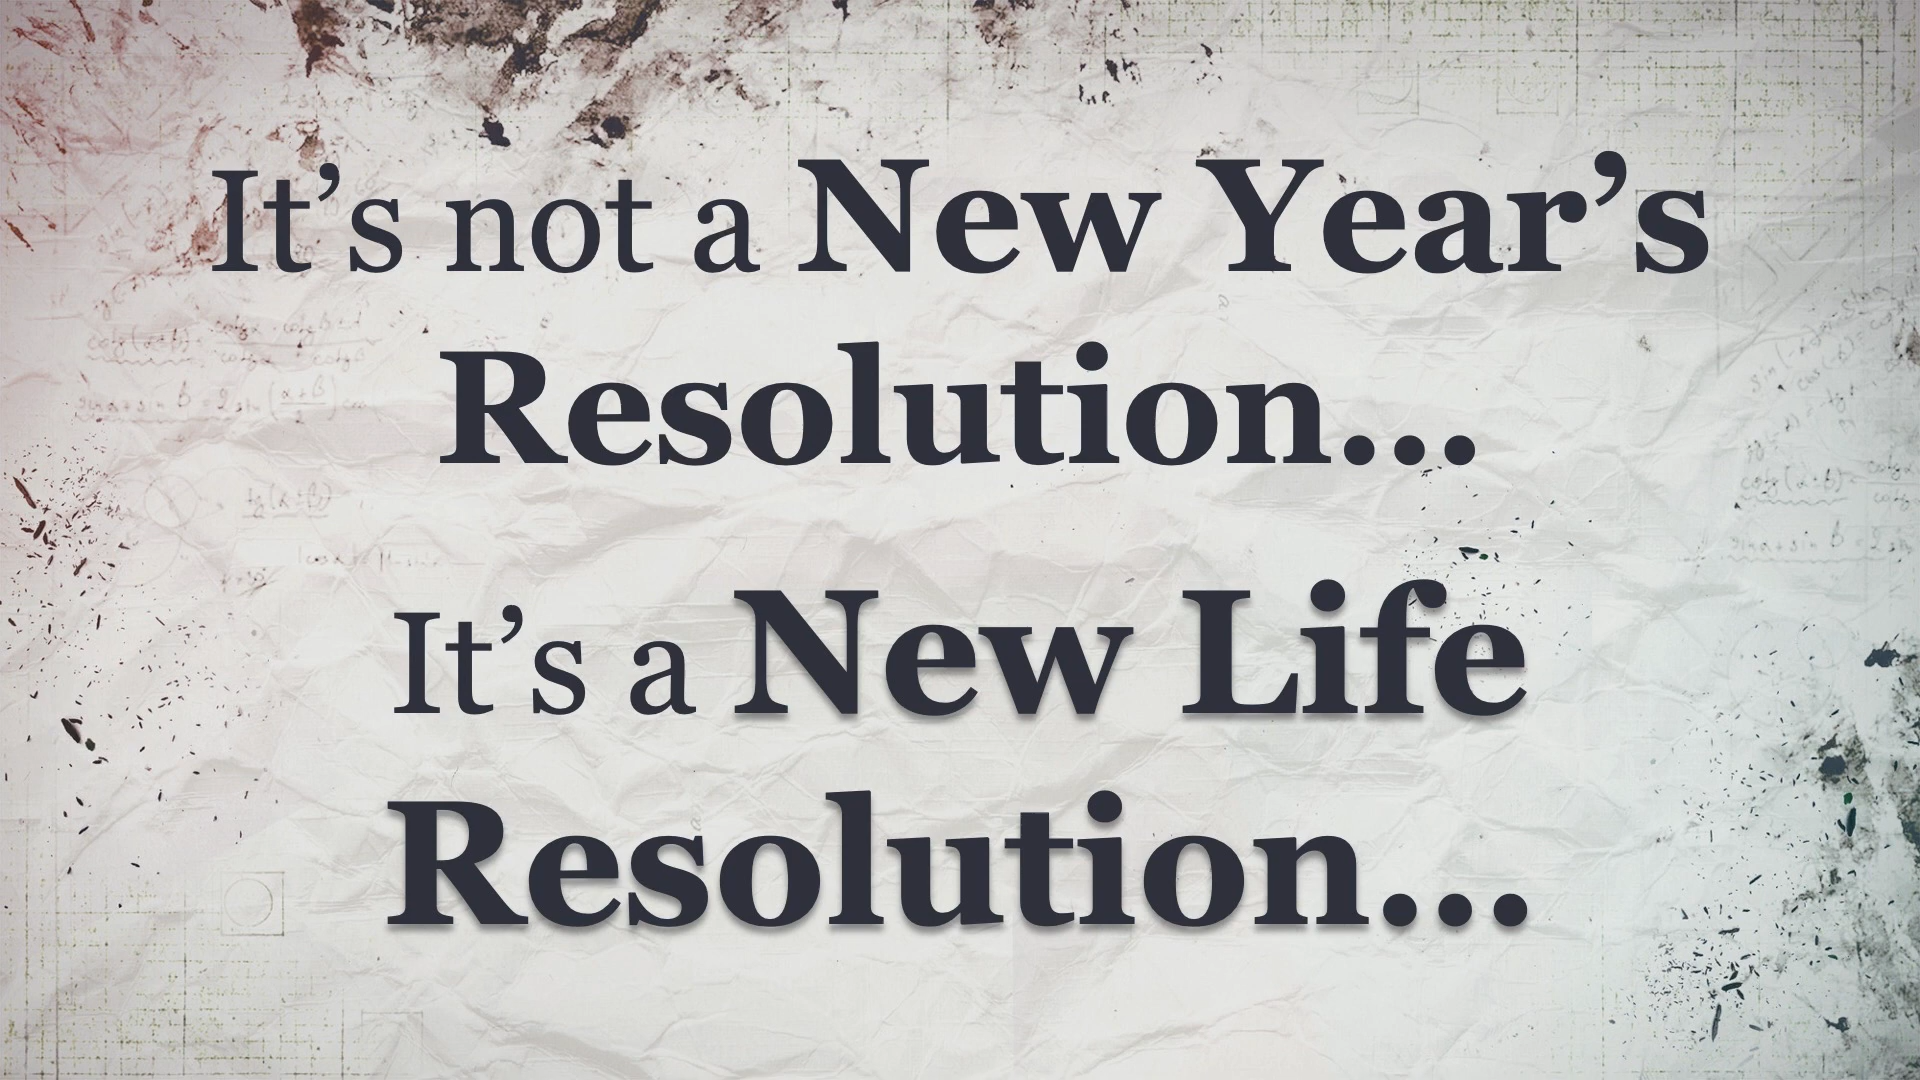 It’s not a New Year’s
Resolution…
It’s a New Life
Resolution…